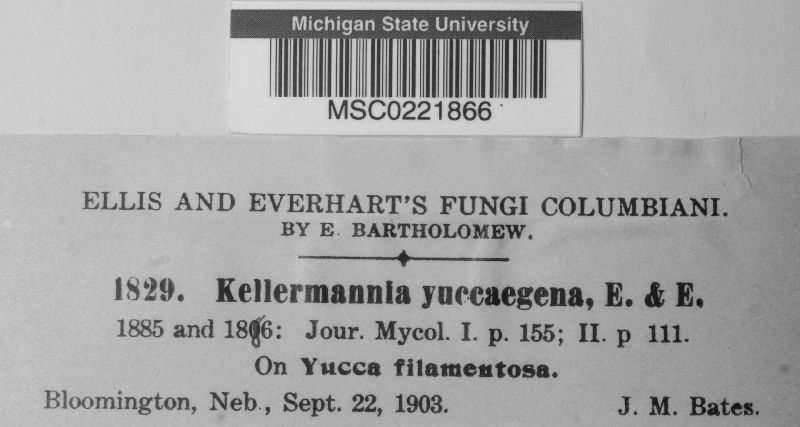 Michigan State University
MSC0221866
ELLIS AND EVERHART'S FUNGI COLUMBIANI.
BY E. BARTHOLOMEW.
1829. Kellermannia yuccaegena, E. & E.
1885 and 1886: Jour. Mycol. I. p. 155; II. p 111.
On Yucca filamentosa.
Bloomington, Neb., Sept. 22, 1903. J. M. Bates.